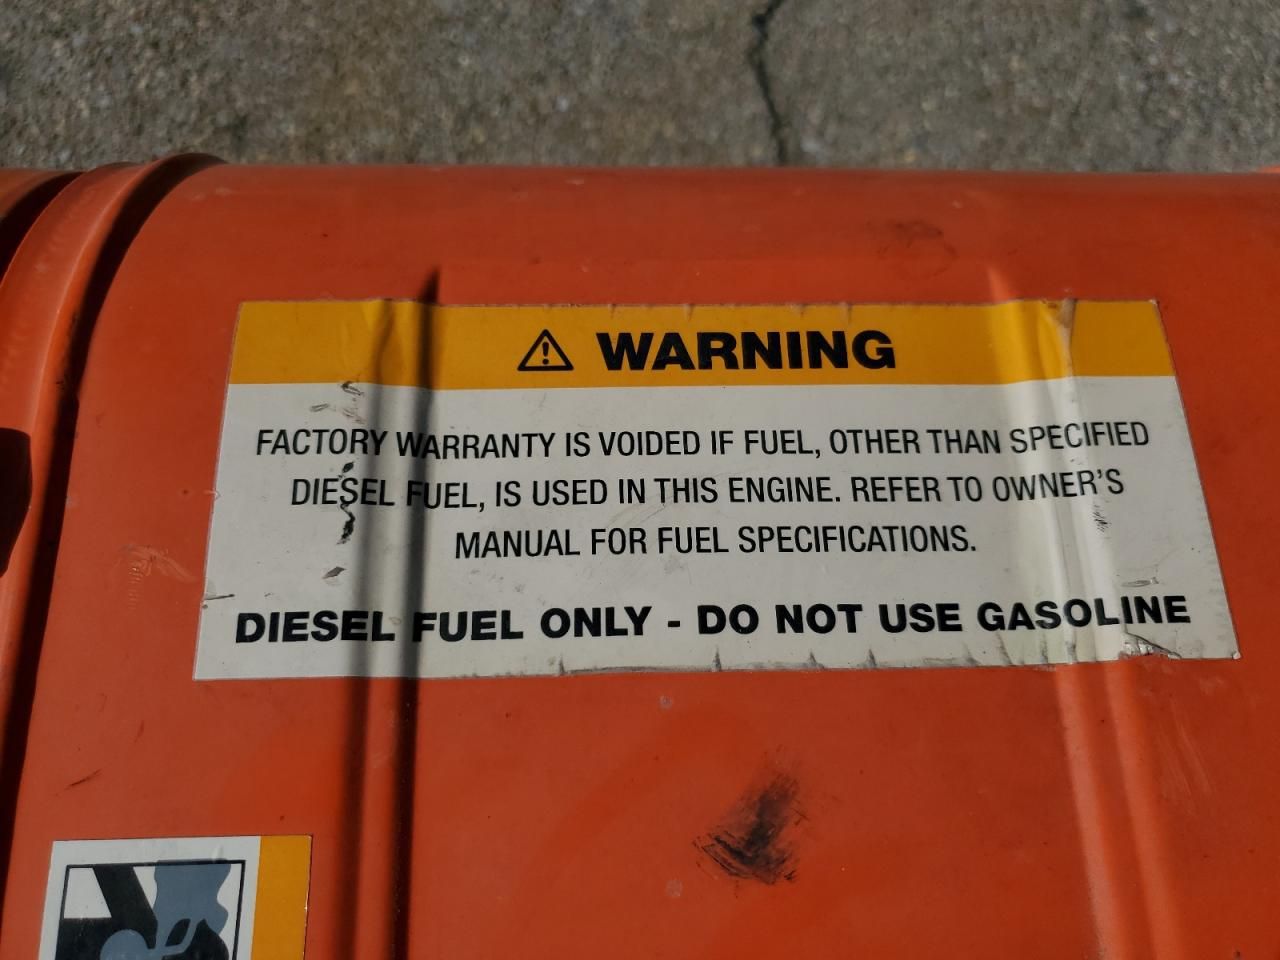 WARNING
FACTORY WARRANTY IS VOIDED IF FUEL, OTHER THAN SPECIFIED
DIESEL FUEL, IS USED IN THIS ENGINE. REFER TO OWNER'S
MANUAL FOR FUEL SPECIFICATIONS.
DIESEL FUEL ONLY - DO NOT USE GASOLINE